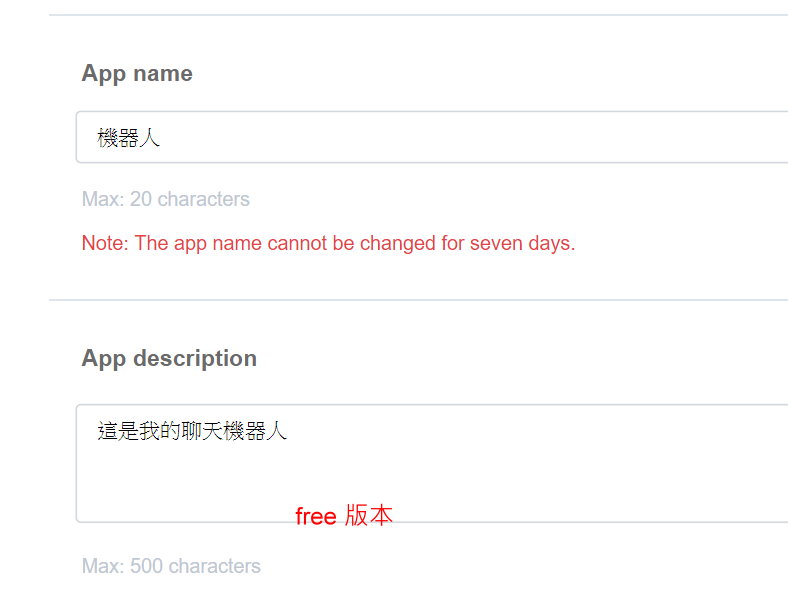 App name
機器人
Max: 20 characters
Note: The app name cannot be changed for seven days.
App description
這是我的聊天機器人
free 版本
Max: 500 characters